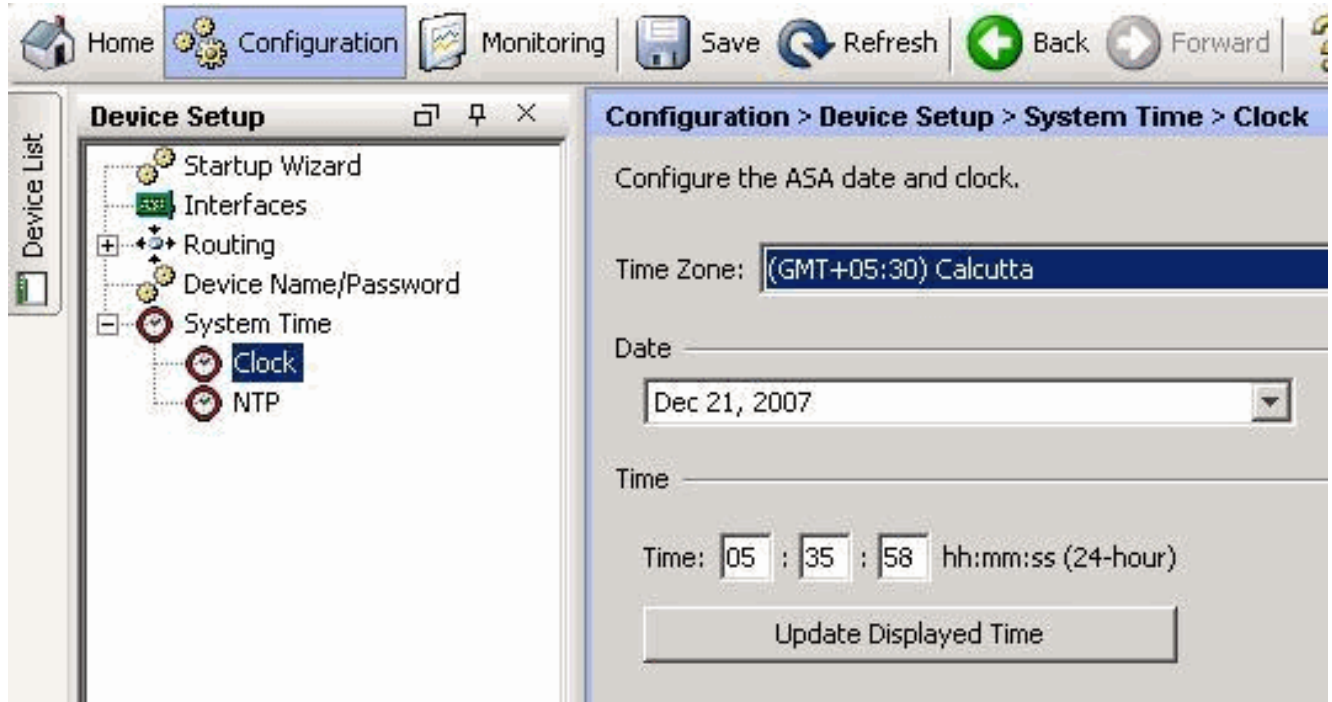 Home Configuration Monitoring Save Refresh Back Forward
Device List
Device Setup
Startup Wizard
Interfaces
Routing
Device Name/Password
System Time
Clock
NTP
Configuration > Device Setup > System Time > Clock
Configure the ASA date and clock.
Time Zone: (GMT+05:30) Calcutta
Date
Dec 21, 2007
Time
Time: 05 : 35 : 58 hh:mm:ss (24-hour)
Update Displayed Time